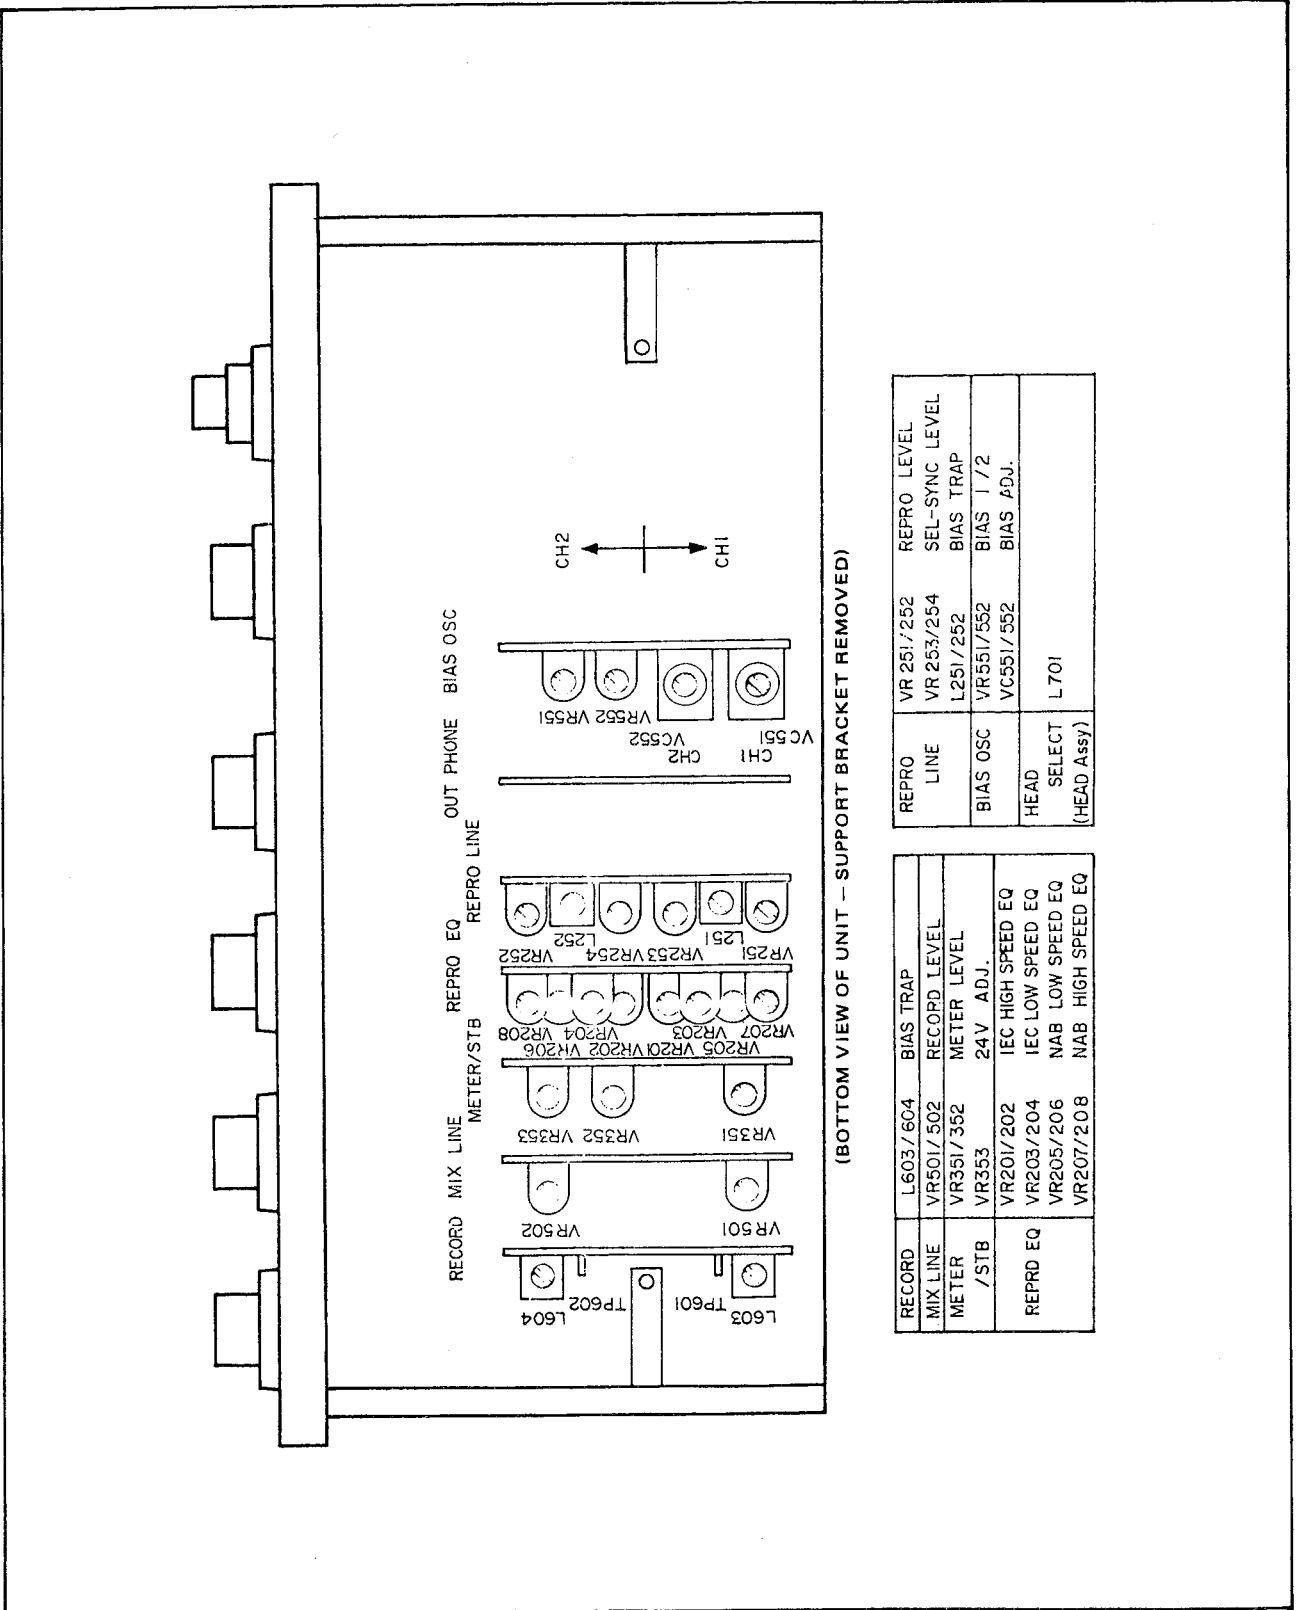 RECORD MIX LINE REPRO EQ OUT PHONE BIAS OSC
METER/STB REPRO LINE
L604
TP602
TP601
L603
VR502
VR501
VR353
VR352
VR351
VR208
VR206
VR204
VR202
VR201
VR203
VR205
VR207
VR252
L252
VR254
VR253
L251
VR251
VR551
VR552
VC552
CH2
VC551
CH1
CH2
CH1
(BOTTOM VIEW OF UNIT – SUPPORT BRACKET REMOVED)
RECORD L603/604 BIAS TRAP
MIX LINE VR501/502 RECORD LEVEL
METER VR351/352 METER LEVEL
/STB VR353 24V ADJ.
VR201/202 IEC HIGH SPEED EQ
REPRD EQ VR203/204 IEC LOW SPEED EQ
VR205/206 NAB LOW SPEED EQ
VR207/208 NAB HIGH SPEED EQ
REPRO VR251/252 REPRO LEVEL
LINE VR253/254 SEL-SYNC LEVEL
L251/252 BIAS TRAP
BIAS OSC VR551/552 BIAS 1/2
VC551/552 BIAS ADJ.
HEAD
SELECT L701
(HEAD Assy)